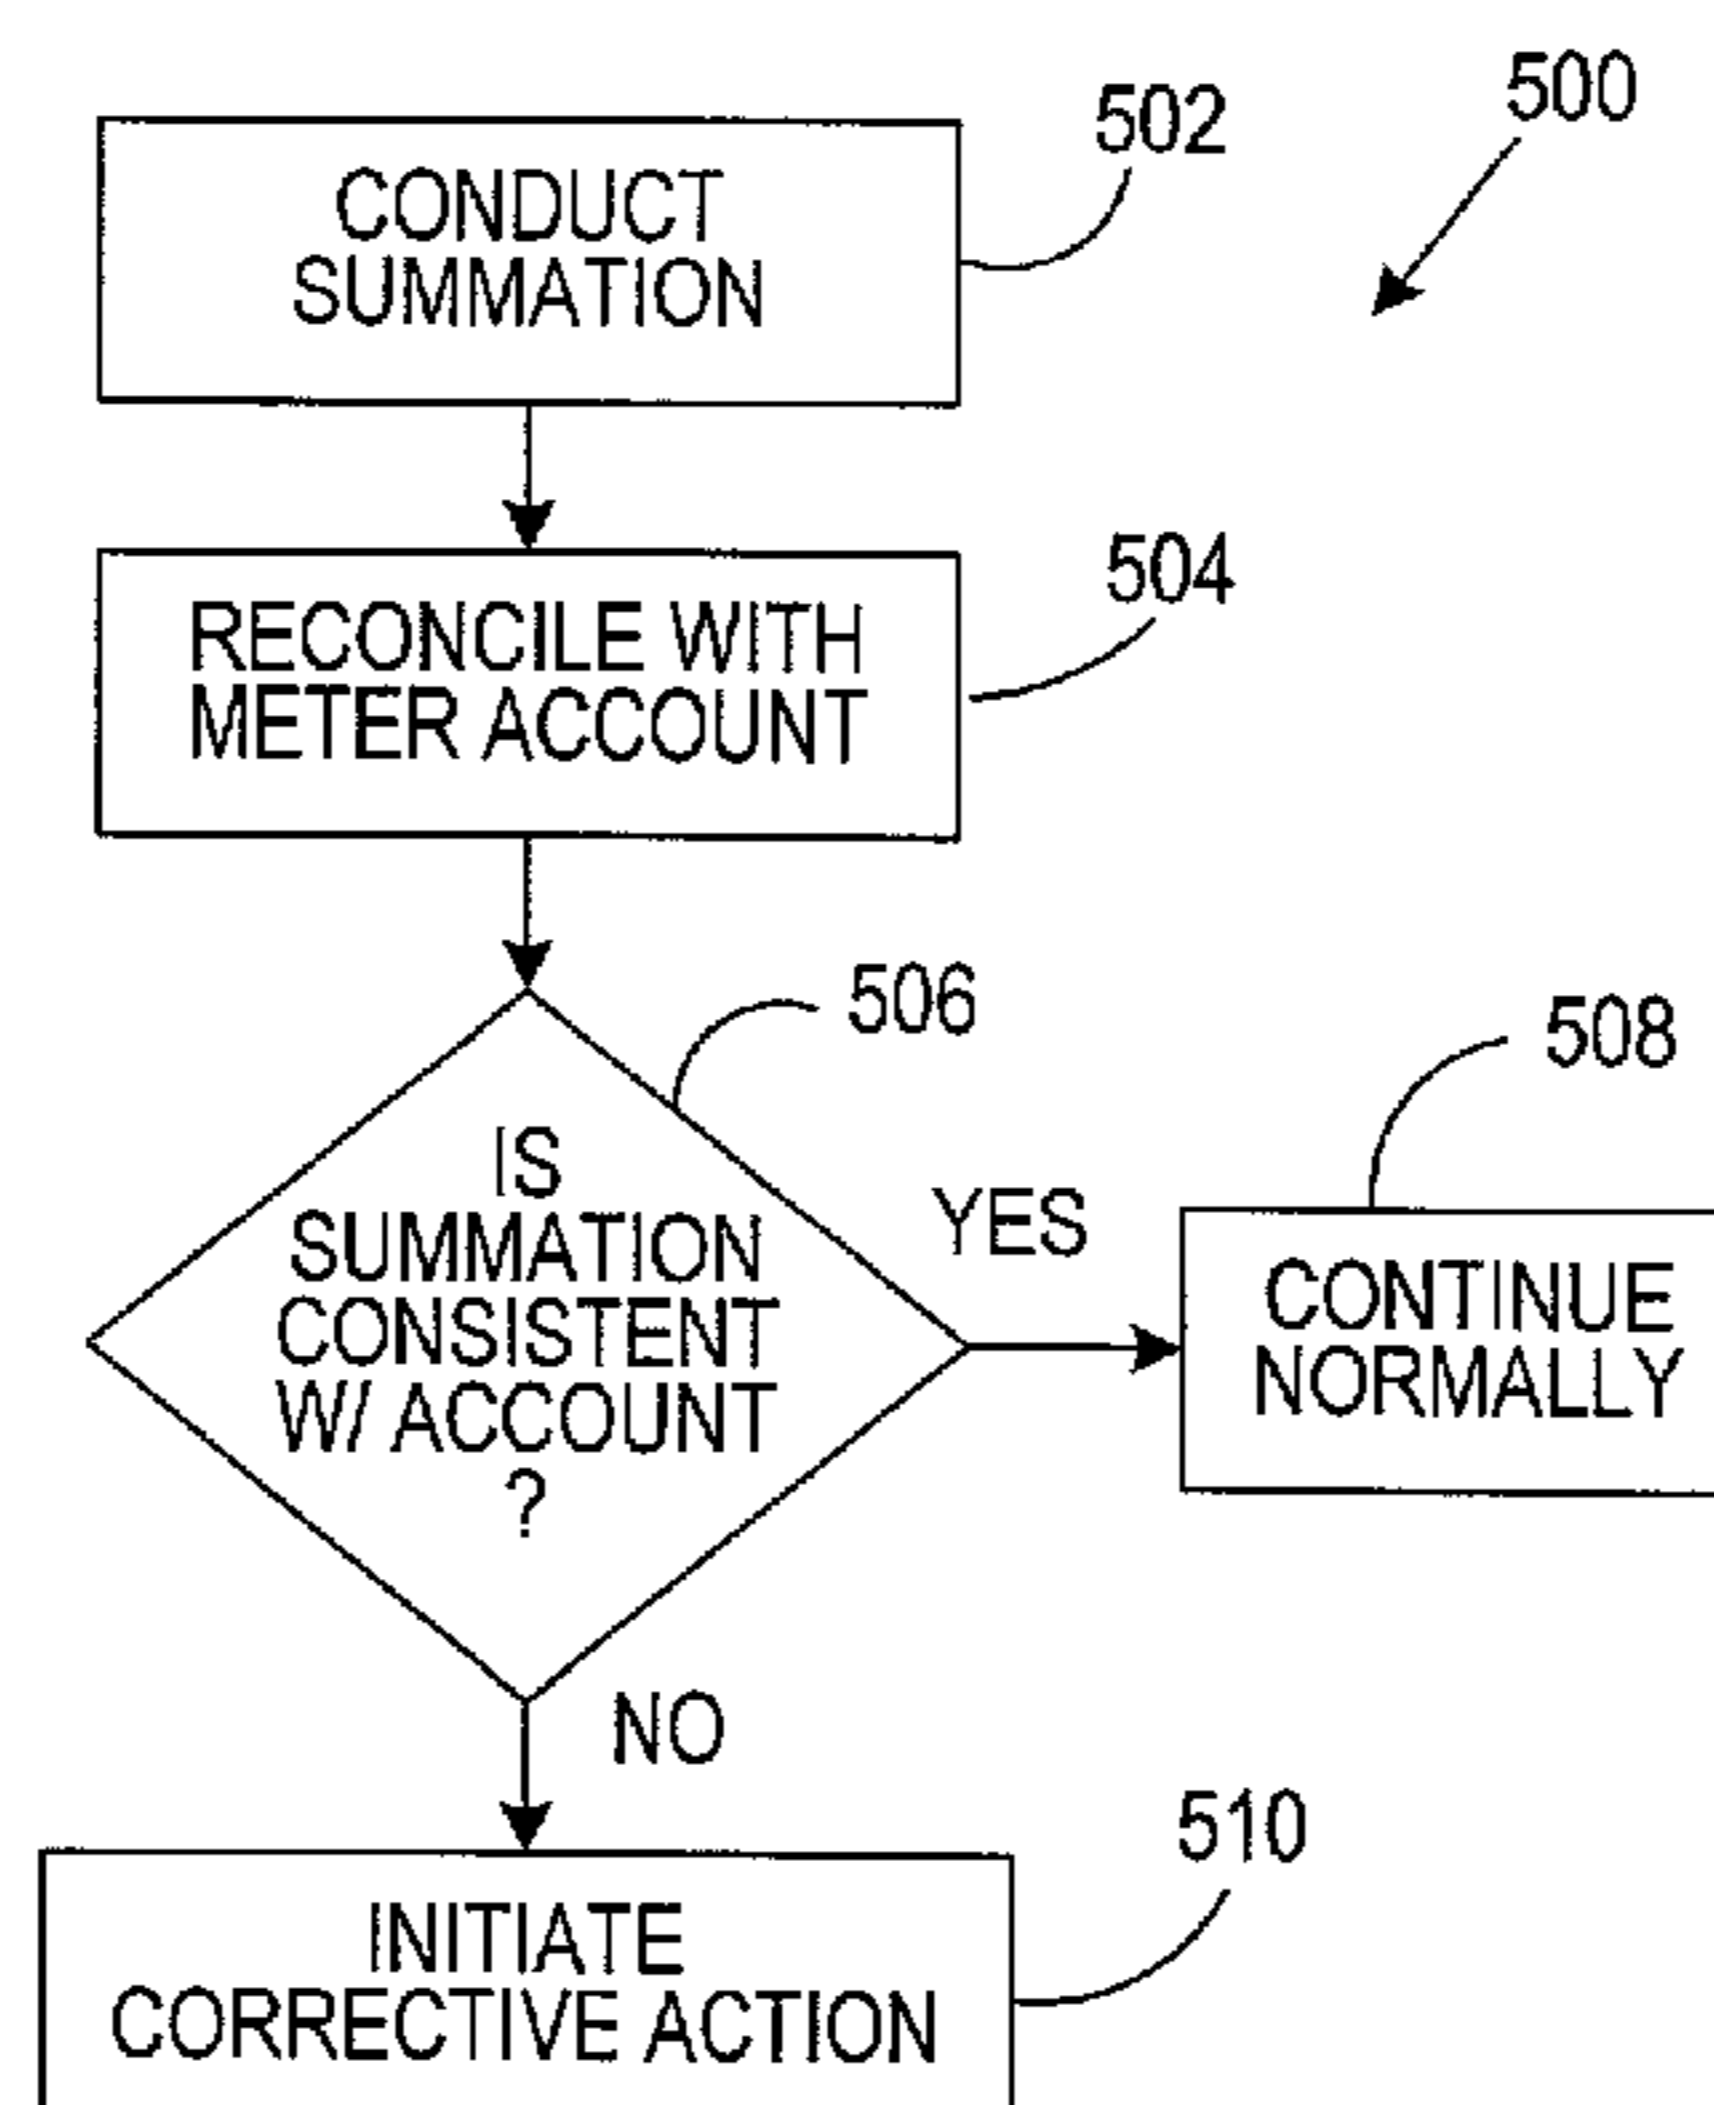 500
502
CONDUCT
SUMMATION
504
RECONCILE WITH
METER ACCOUNT
506
IS
SUMMATION
CONSISTENT
W/ ACCOUNT
?
YES
508
CONTINUE
NORMALLY
NO
510
INITIATE
CORRECTIVE ACTION